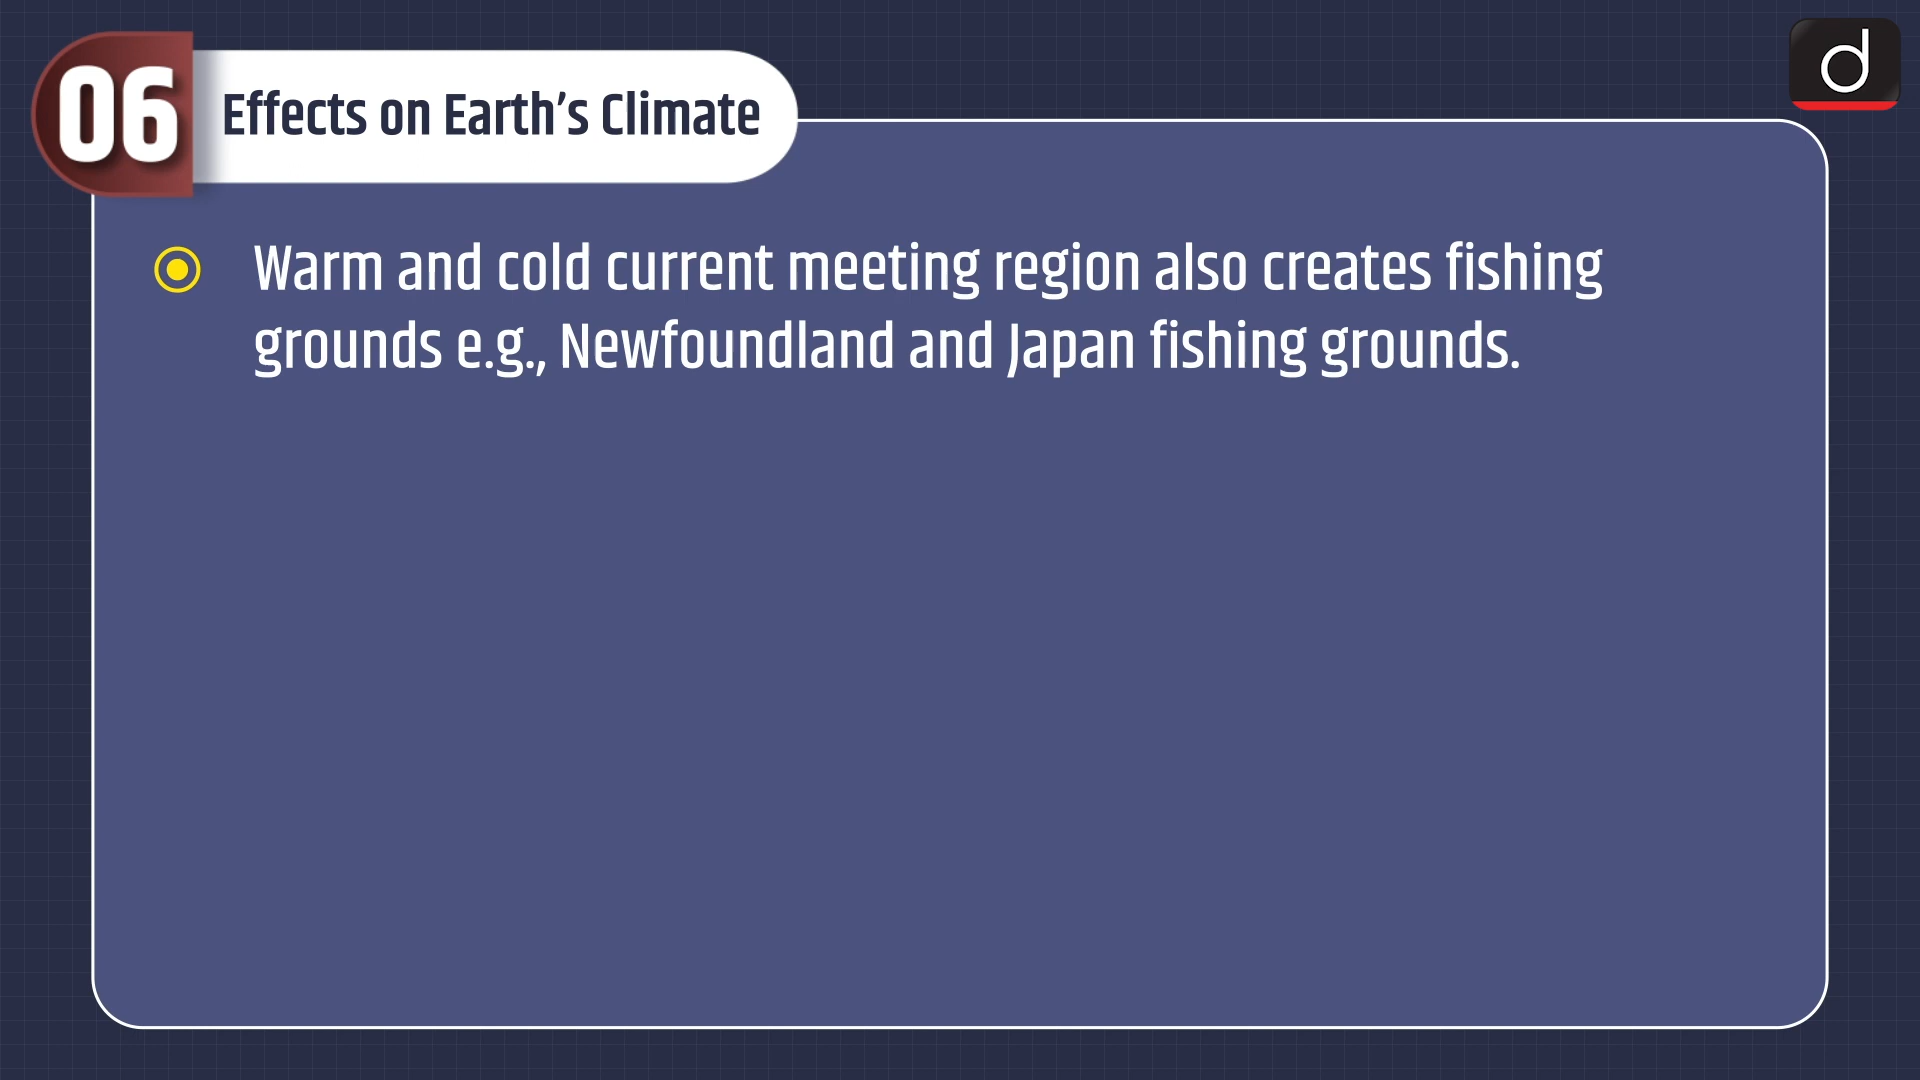 06
Effects on Earth's Climate
d
Warm and cold current meeting region also creates fishing
grounds e.g., Newfoundland and Japan fishing grounds.